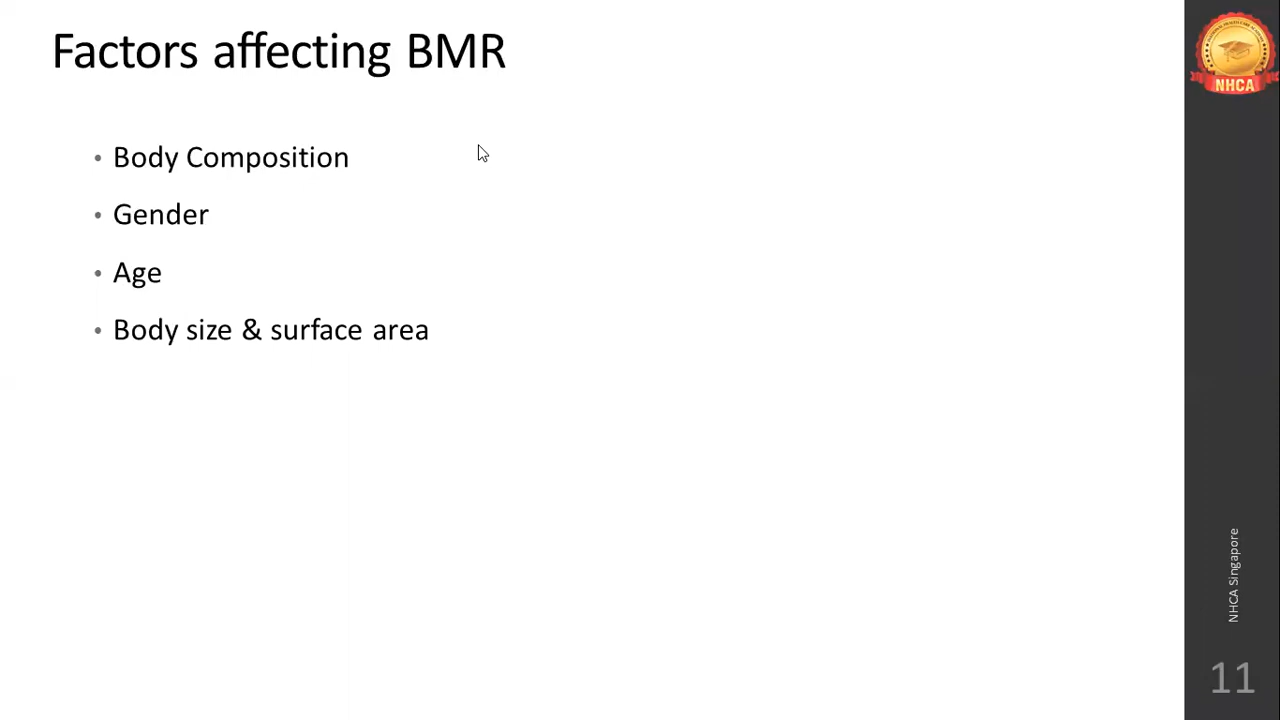 Factors affecting BMR
• Body Composition
• Gender
• Age
• Body size & surface area
NHCA
NHCA Singapore
11